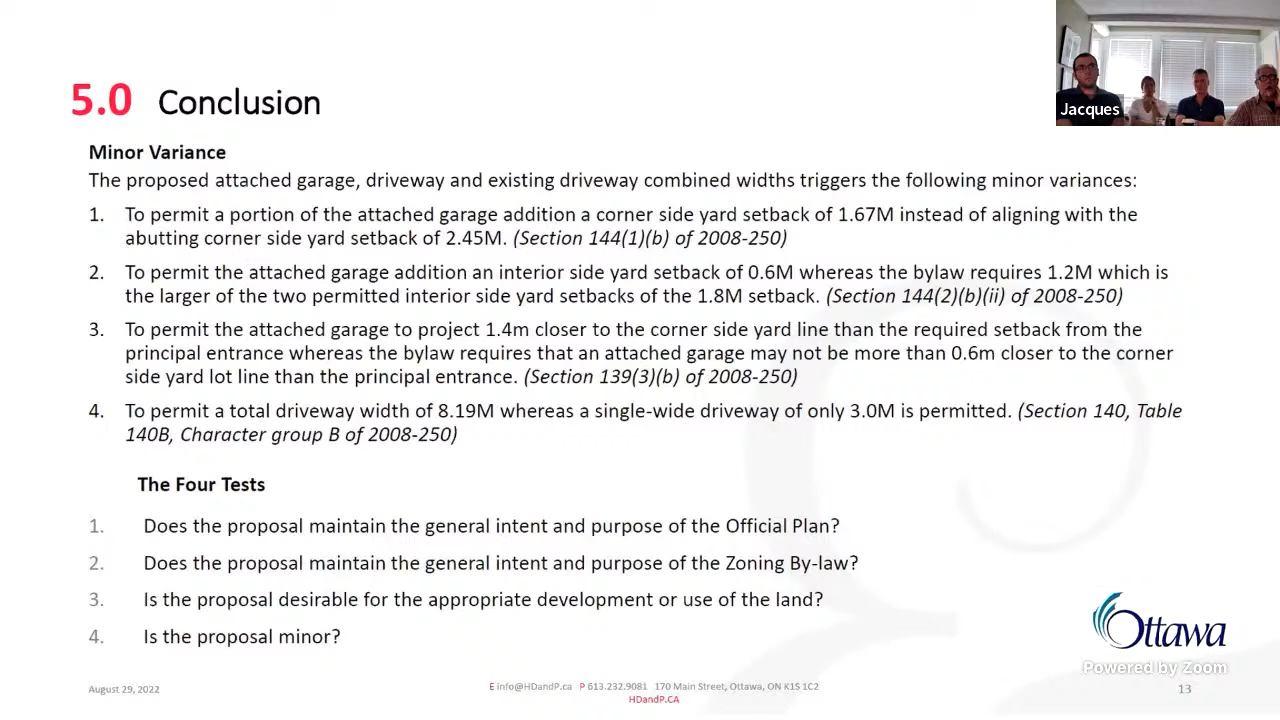 Jacques
5.0 Conclusion
Minor Variance
The proposed attached garage, driveway and existing driveway combined widths triggers the following minor variances:
1. To permit a portion of the attached garage addition a corner side yard setback of 1.67M instead of aligning with the
abutting corner side yard setback of 2.45M. (Section 144(1)(b) of 2008-250)
2. To permit the attached garage addition an interior side yard setback of 0.6M whereas the bylaw requires 1.2M which is
the larger of the two permitted interior side yard setbacks of the 1.8M setback. (Section 144(2)(b)(ii) of 2008-250)
3. To permit the attached garage to project 1.4m closer to the corner side yard line than the required setback from the
principal entrance whereas the bylaw requires that an attached garage may not be more than 0.6m closer to the corner
side yard lot line than the principal entrance. (Section 139(3)(b) of 2008-250)
4. To permit a total driveway width of 8.19M whereas a single-wide driveway of only 3.0M is permitted. (Section 140, Table
140B, Character group B of 2008-250)
The Four Tests
1. Does the proposal maintain the general intent and purpose of the Official Plan?
2. Does the proposal maintain the general intent and purpose of the Zoning By-law?
3. Is the proposal desirable for the appropriate development or use of the land?
4. Is the proposal minor?
Ottawa
Powered by Zoom
August 29, 2022
E info@HDandP.ca P 613.232.9081 170 Main Street, Ottawa, ON K1S 1C2
HDandP.CA
13